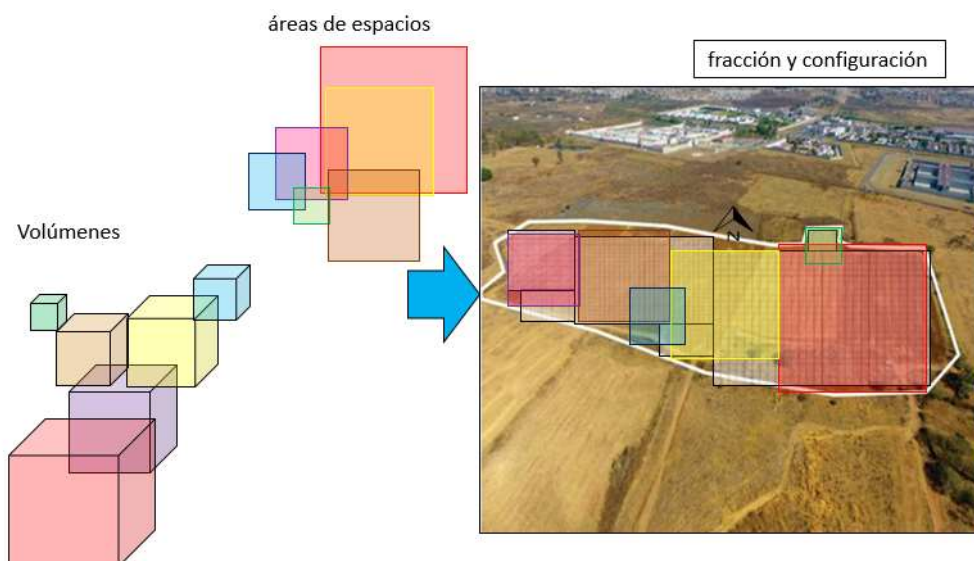 áreas de espacios
fracción y configuración
Volúmenes
N